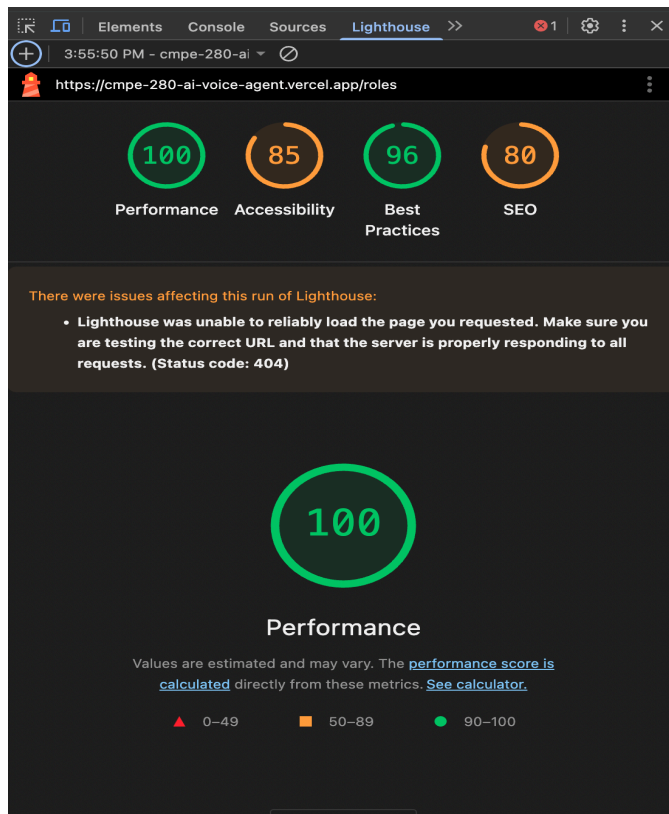 Elements Console Sources Lighthouse >> 1
3:55:50 PM - cmpe-280-ai
https://cmpe-280-ai-voice-agent.vercel.app/roles
100 85 96 80
Performance Accessibility Best Practices SEO
There were issues affecting this run of Lighthouse:
• Lighthouse was unable to reliably load the page you requested. Make sure you
are testing the correct URL and that the server is properly responding to all
requests. (Status code: 404)
100
Performance
Values are estimated and may vary. The performance score is
calculated directly from these metrics. See calculator.
0–49 50–89 90–100